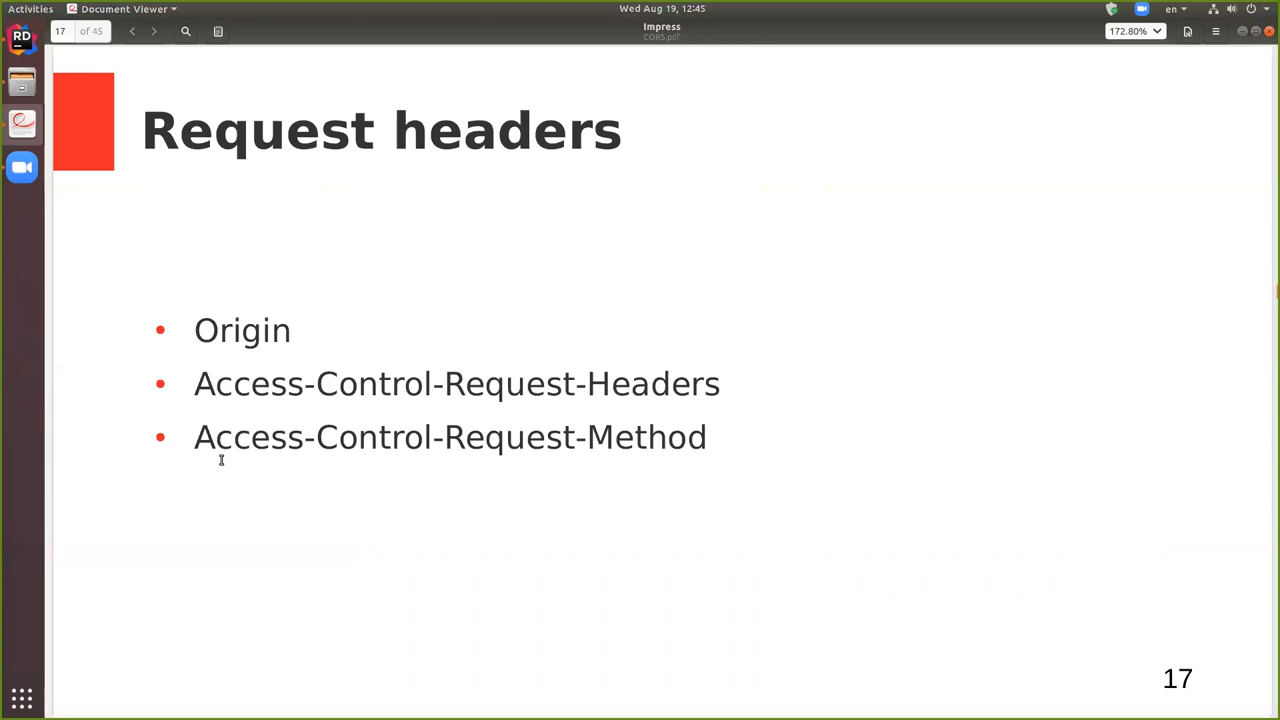 Activities
Document Viewer
Wed Aug 19, 12:45
en
17
of 45
Impress
CORS.pdf
172.80%
RD
Request headers
• Origin
• Access-Control-Request-Headers
• Access-Control-Request-Method
17